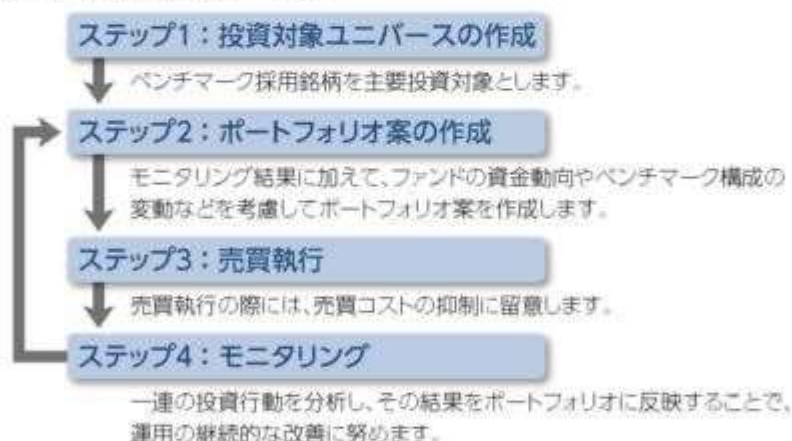 ステップ1：投資対象ユニバースの作成
ベンチマーク採用銘柄を主要投資対象とします。
ステップ2：ポートフォリオ案の作成
モニタリング結果に加えて、ファンドの資金動向やベンチマーク構成の
変動などを考慮してポートフォリオ案を作成します。
ステップ3：売買執行
売買執行の際には、売買コストの抑制に留意します。
ステップ4：モニタリング
一連の投資行動を分析し、その結果をポートフォリオに反映することで、
運用の継続的な改善に努めます。